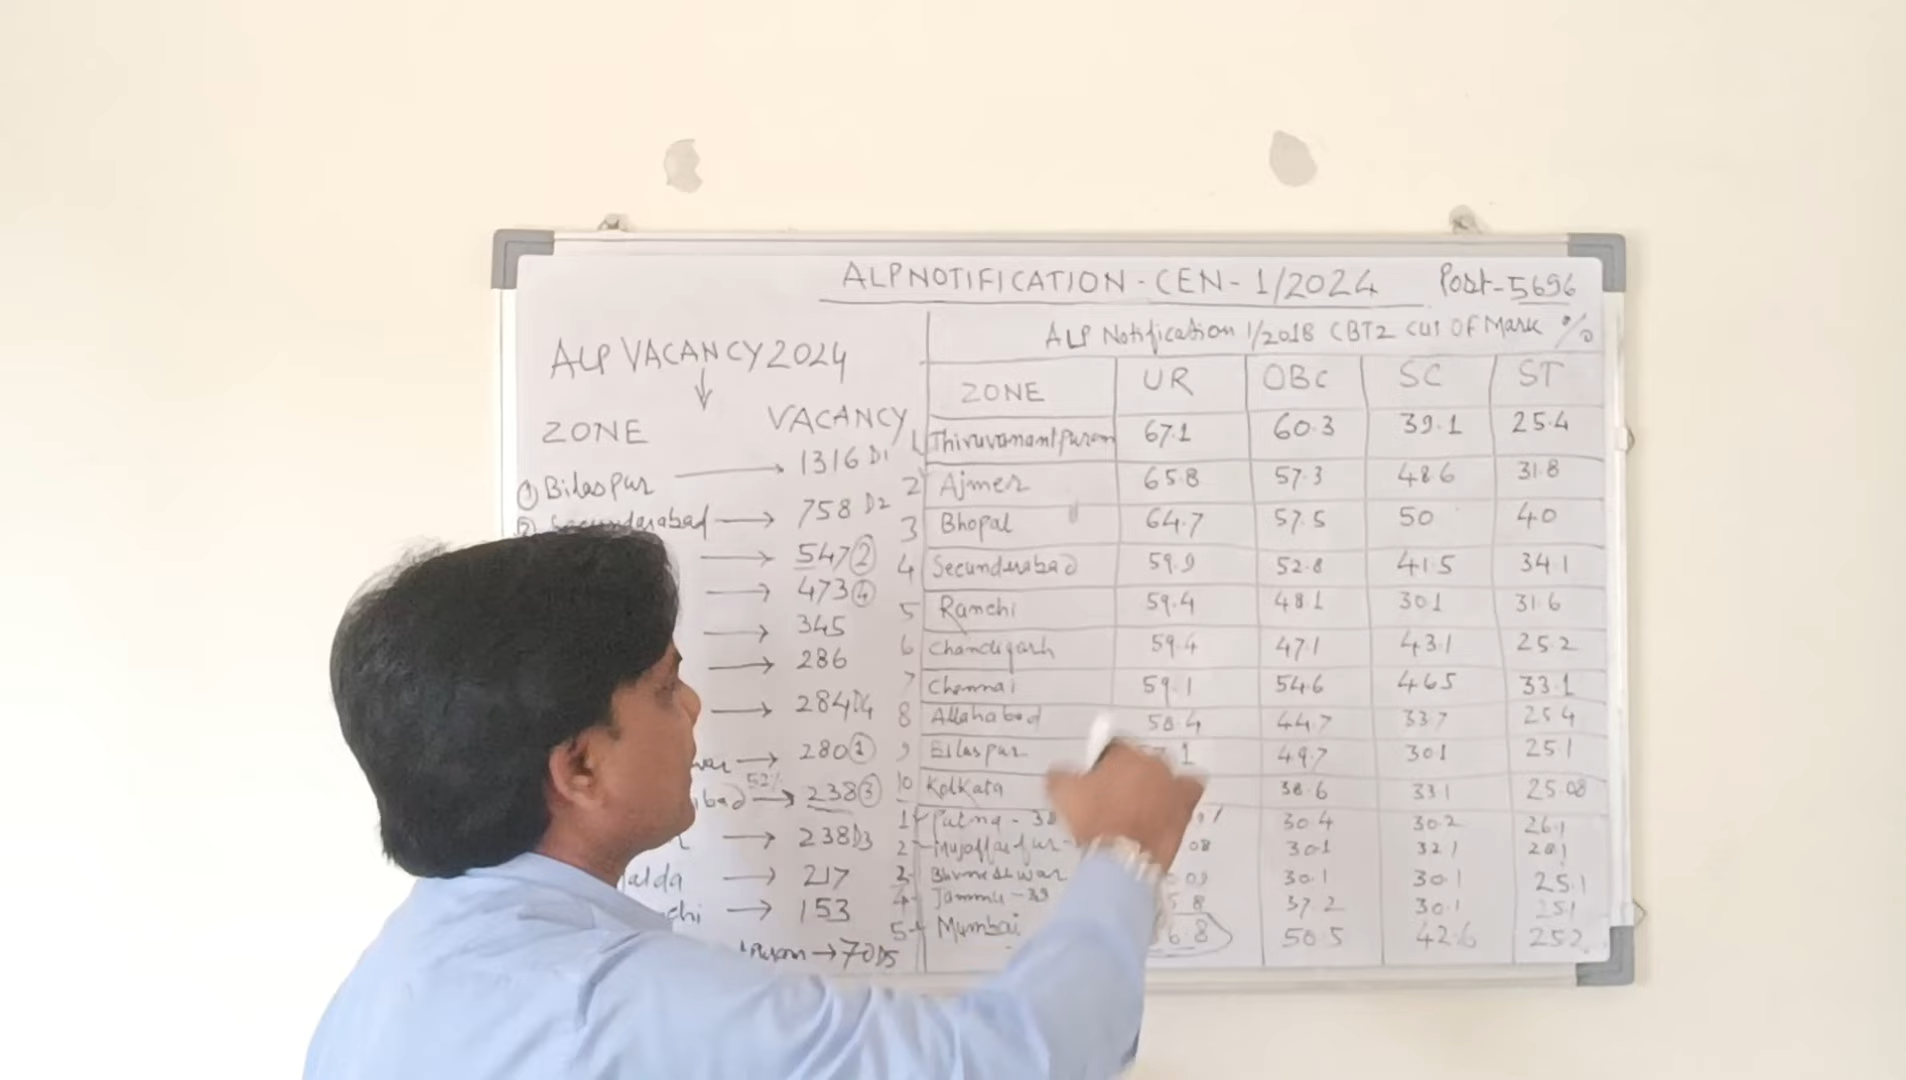 ALP NOTIFICATION - CEN - 1/2024 Post - 5696
ALP VACANCY 2024
ZONE VACANCY
① Bilaspur → 1316 D1
② Secunderabad → 758 D2
→ 547 ②
→ 473 ④
→ 345
→ 286
→ 284 D4
→ 280 ①
52% → 238 ③
→ 238 D3
→ 217
→ 153
→ 70 D5
ALP Notification 1/2018 CBT2 CUT OF MARK %
ZONE UR OBC SC ST
1 Thiruvanantpuram 67.1 60.3 39.1 25.4
2 Ajmer 65.8 57.3 48.6 31.8
3 Bhopal 64.7 57.5 50 40
4 Secunderabad 59.9 52.8 41.5 34.1
5 Ranchi 59.4 48.1 30.1 31.6
6 Chandigarh 59.4 47.1 43.1 25.2
7 Chennai 59.1 54.6 46.5 33.1
8 Allahabad 58.4 44.7 33.7 25.4
9 Bilaspur 49.7 30.1 25.1
10 Kolkata 38.6 33.1 25.08
1 Patna - 38 30.4 30.2 26.1
2 - Mujaffarpur - 30.1 32.1 28.1
3 - Bhuneshwar 30.1 30.1 25.1
4 - Jammu - 39 37.2 30.1 25.1
5 - Mumbai 50.5 42.6 25.2